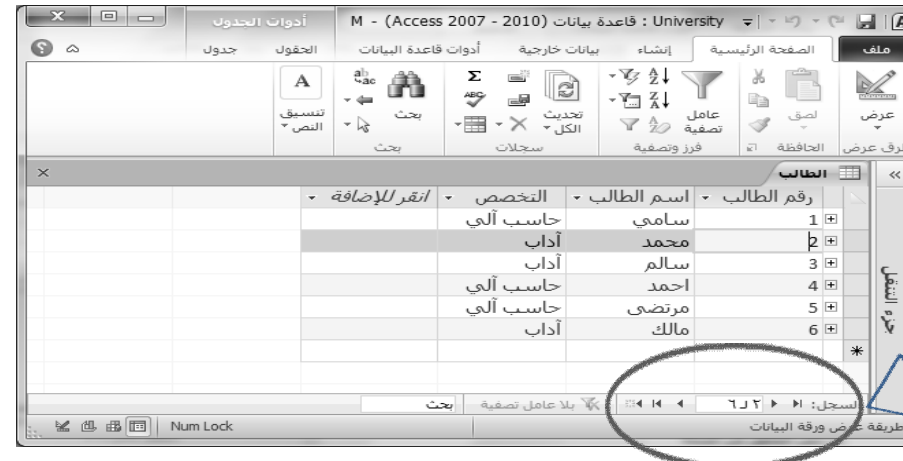 University : قاعدة بيانات (Access 2007 - 2010) - M
أدوات الجدول
ملف
الصفحة الرئيسية
إنشاء
بيانات خارجية
أدوات قاعدة البيانات
الحقول
جدول
عرض
لصق
عامل تصفية
تحديث الكل
بحث
تنسيق النص
الحافظة
فرز وتصفية
سجلات
بحث
الطالب
رقم الطالب اسم الطالب التخصص انقر للإضافة
1 سامي حاسب آلي
2 محمد آداب
3 سالم آداب
4 احمد حاسب آلي
5 مرتضى حاسب آلي
6 مالك آداب
جزء التنقل
السجل: ٢ لـ ٦ بلا عامل تصفية بحث
طريقة عرض ورقة البيانات
Num Lock